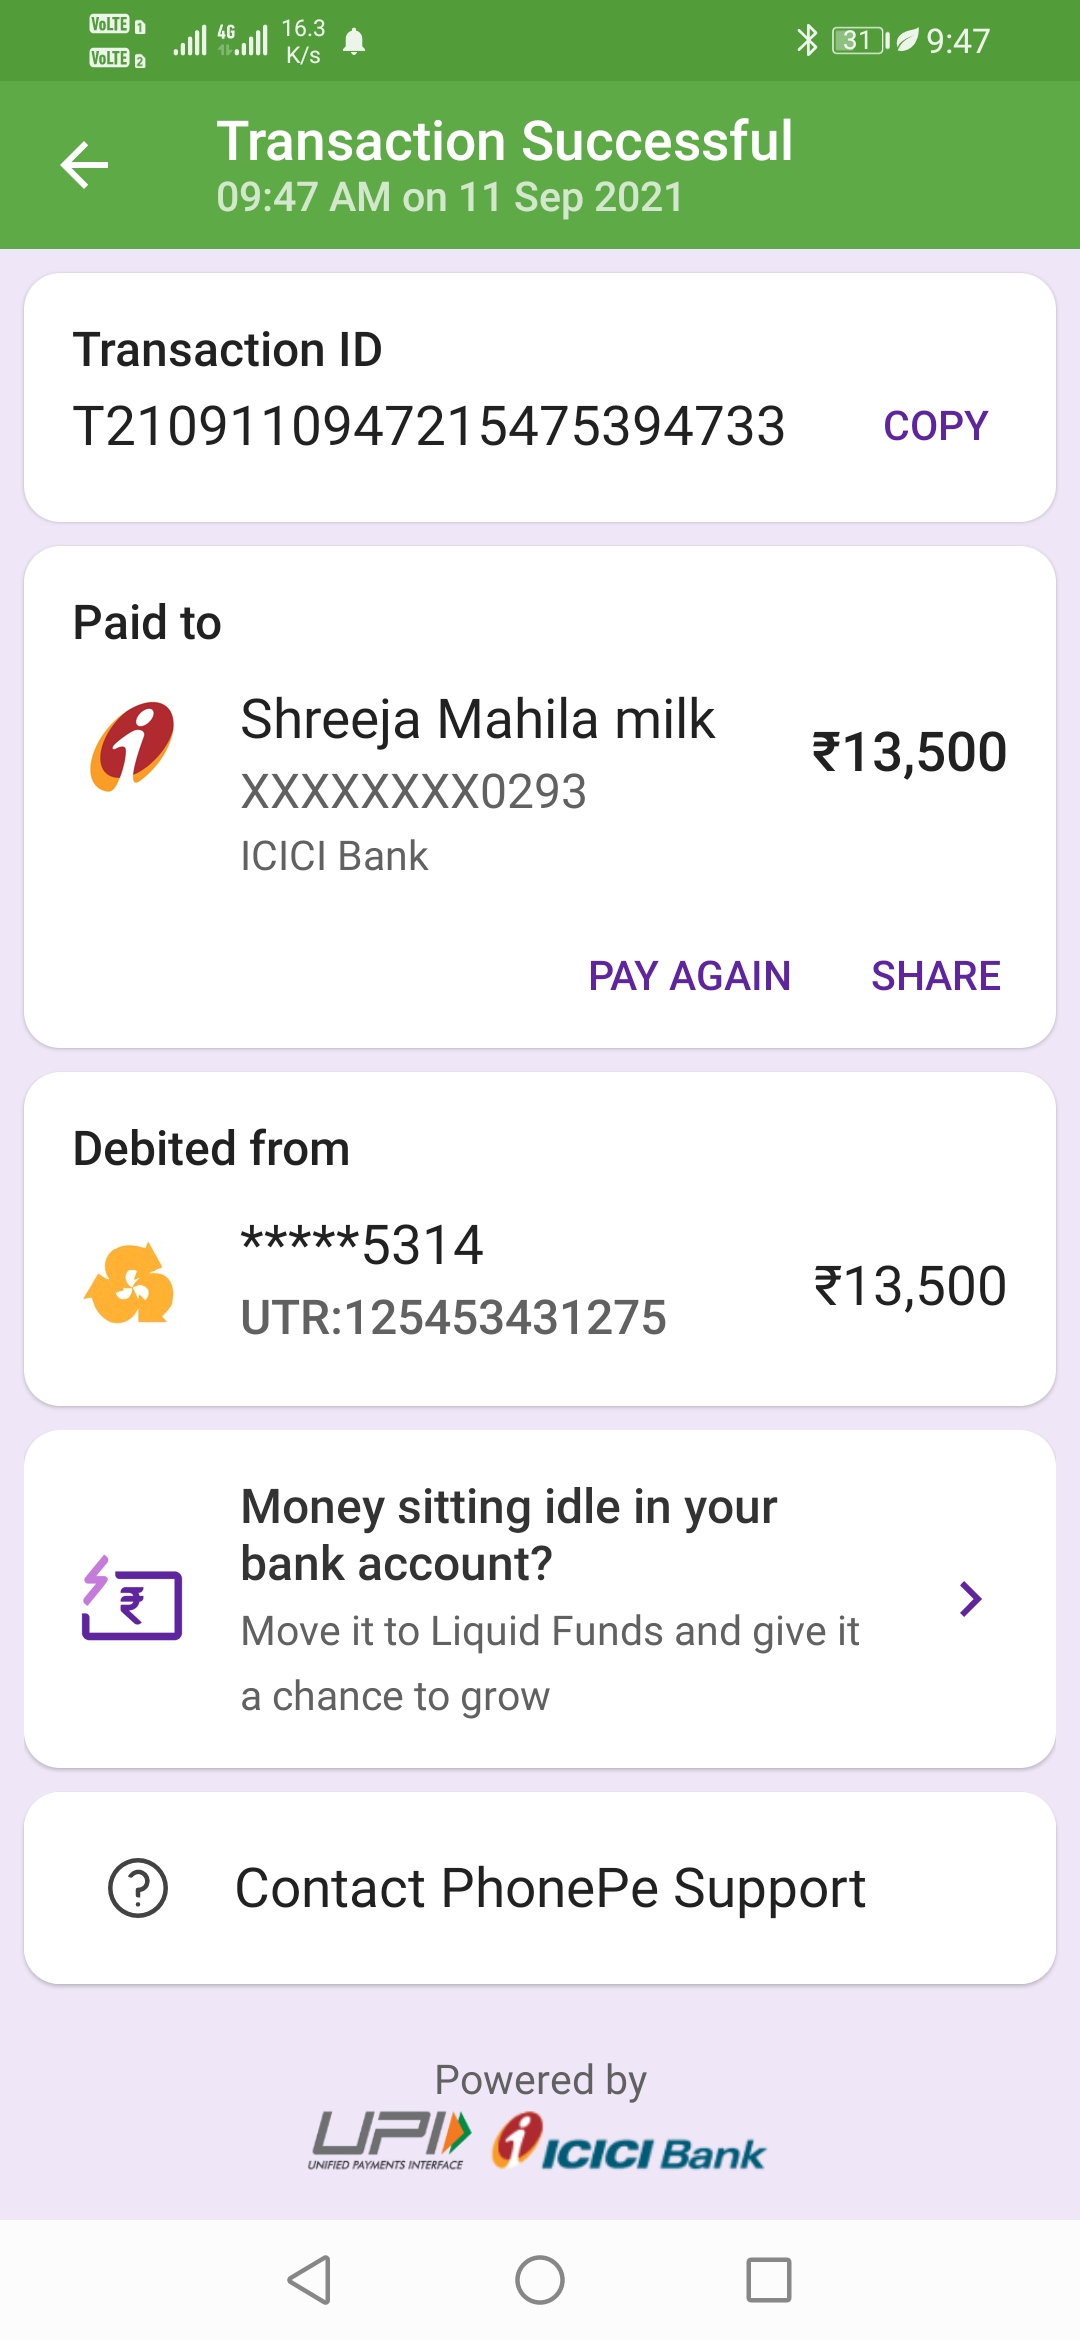 VoLTE 1
VoLTE 2
4G
16.3
K/s
31
9:47
Transaction Successful
09:47 AM on 11 Sep 2021
Transaction ID
T2109110947215475394733
COPY
Paid to
Shreeja Mahila milk
₹13,500
XXXXXXXX0293
ICICI Bank
PAY AGAIN
SHARE
Debited from
*****5314
₹13,500
UTR:125453431275
Money sitting idle in your
bank account?
Move it to Liquid Funds and give it
a chance to grow
Contact PhonePe Support
Powered by
UPI
UNIFIED PAYMENTS INTERFACE
ICICI Bank